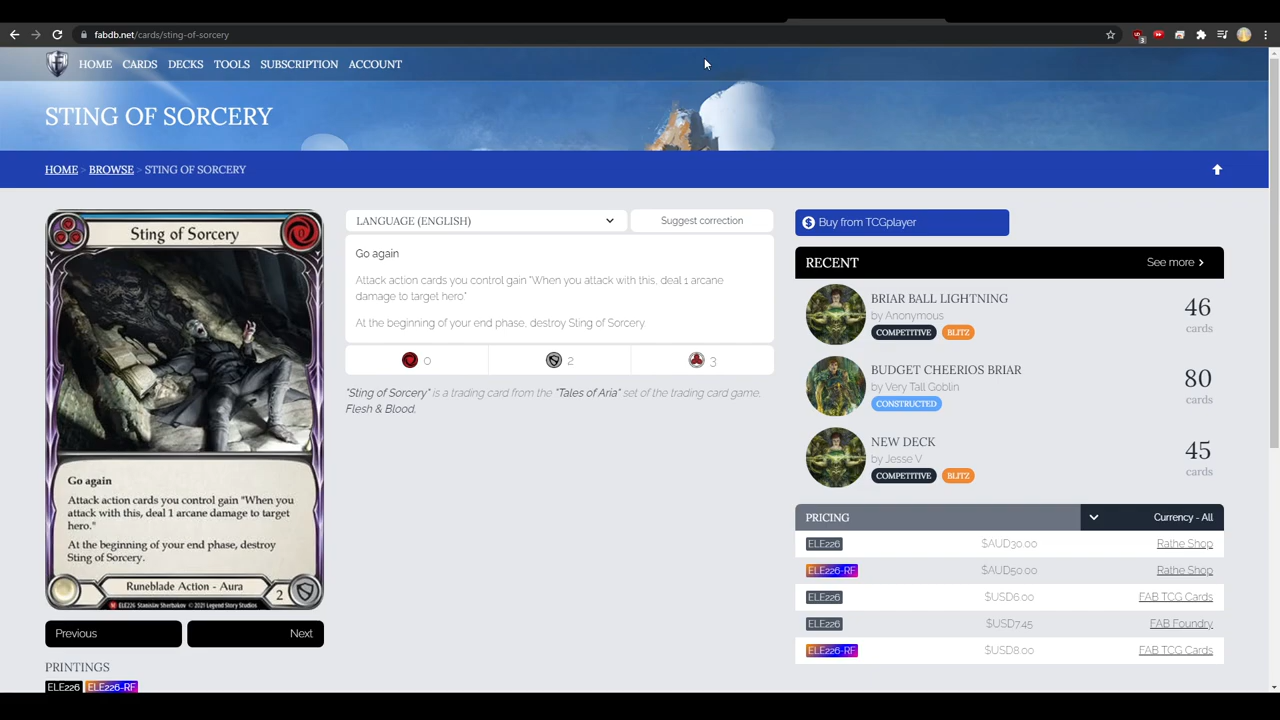 fabdb.net/cards/sting-of-sorcery
3
HOME CARDS DECKS TOOLS SUBSCRIPTION ACCOUNT
STING OF SORCERY
HOME > BROWSE > STING OF SORCERY
Sting of Sorcery
0
Go again
Attack action cards you control gain "When you
attack with this, deal 1 arcane damage to target
hero."
At the beginning of your end phase, destroy
Sting of Sorcery.
Runeblade Action - Aura
2
M ELE226 Stanislav Sherbakov © 2021 Legend Story Studios
Previous
Next
PRINTINGS
ELE226 ELE226-RF
LANGUAGE (ENGLISH)
Suggest correction
Go again
Attack action cards you control gain "When you attack with this, deal 1 arcane
damage to target hero"
At the beginning of your end phase, destroy Sting of Sorcery
0 2 3
"Sting of Sorcery" is a trading card from the "Tales of Aria" set of the trading card game,
Flesh & Blood.
Buy from TCGplayer
RECENT
See more
BRIAR BALL LIGHTNING
by Anonymous
COMPETITIVE BLITZ
46
cards
BUDGET CHEERIOS BRIAR
by Very Tall Goblin
CONSTRUCTED
80
cards
NEW DECK
by Jesse V
COMPETITIVE BLITZ
45
cards
PRICING
Currency - All
ELE226 $AUD30.00 Rathe Shop
ELE226-RF $AUD50.00 Rathe Shop
ELE226 $USD6.00 FAB TCG Cards
ELE226 $USD7.45 FAB Foundry
ELE226-RF $USD8.00 FAB TCG Cards